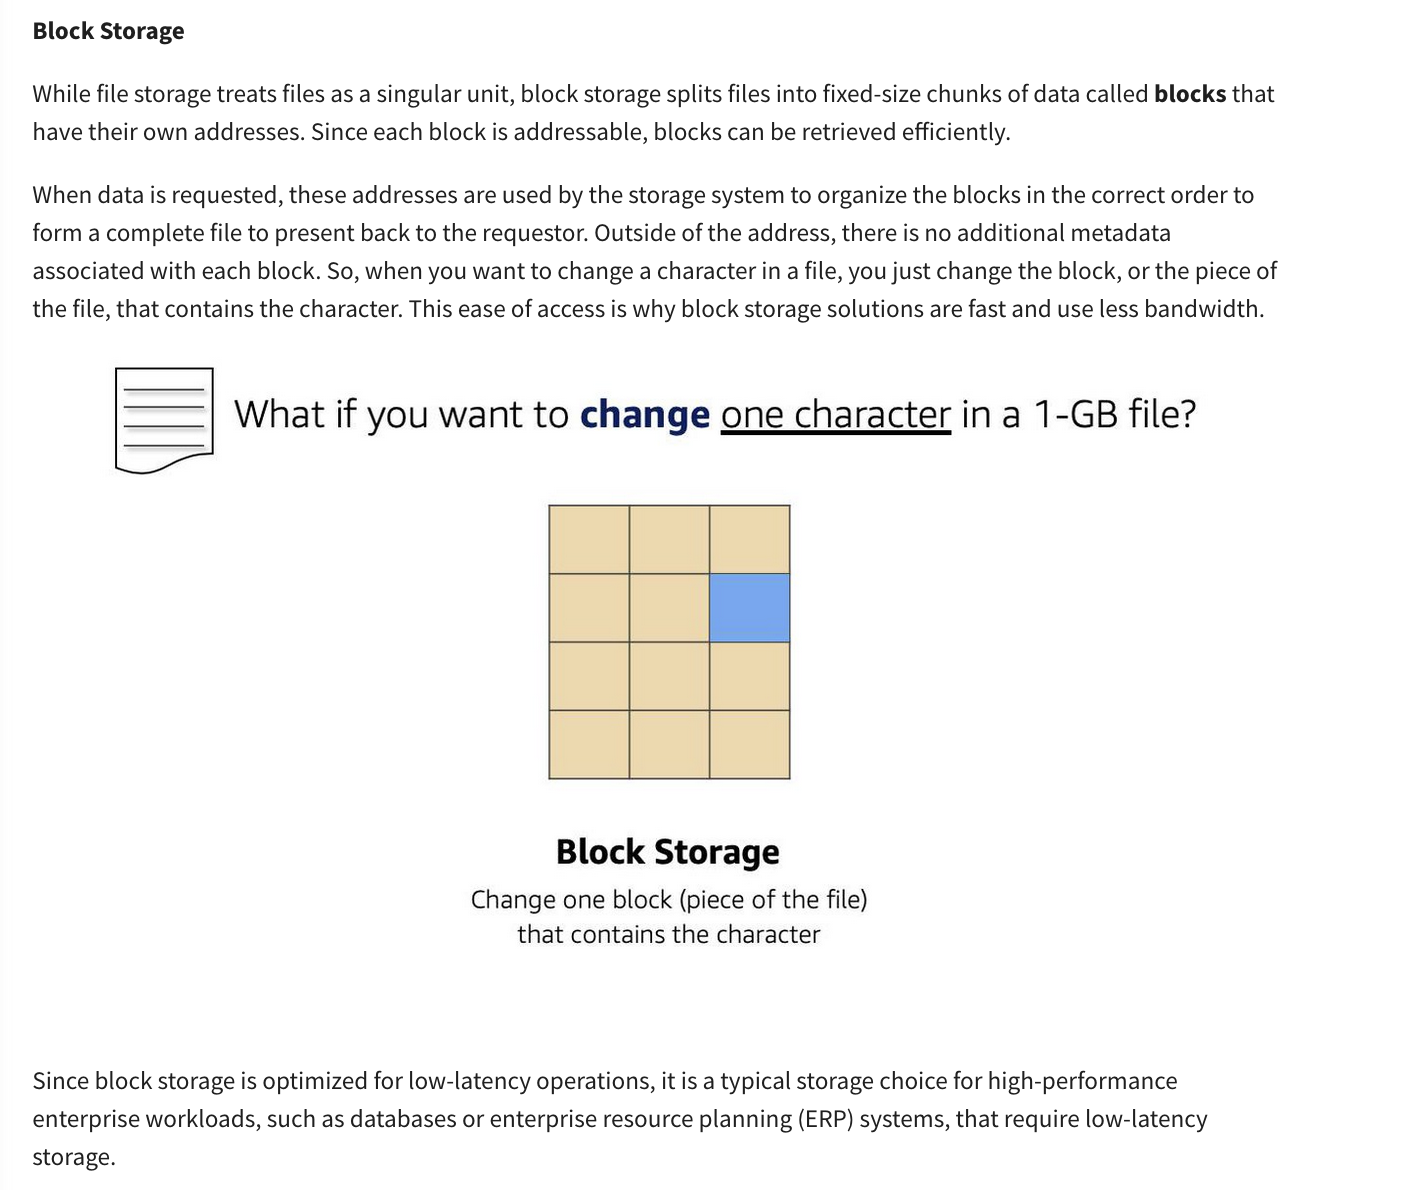 Block Storage
While file storage treats files as a singular unit, block storage splits files into fixed-size chunks of data called blocks that
have their own addresses. Since each block is addressable, blocks can be retrieved efficiently.
When data is requested, these addresses are used by the storage system to organize the blocks in the correct order to
form a complete file to present back to the requestor. Outside of the address, there is no additional metadata
associated with each block. So, when you want to change a character in a file, you just change the block, or the piece of
the file, that contains the character. This ease of access is why block storage solutions are fast and use less bandwidth.
What if you want to change one character in a 1-GB file?
Block Storage
Change one block (piece of the file)
that contains the character
Since block storage is optimized for low-latency operations, it is a typical storage choice for high-performance
enterprise workloads, such as databases or enterprise resource planning (ERP) systems, that require low-latency
storage.